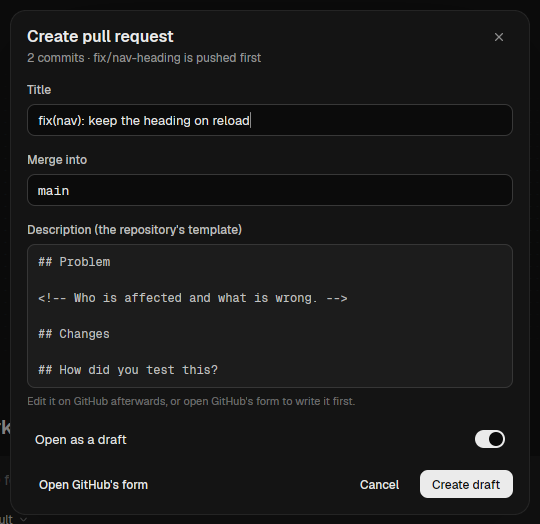 Create pull request
2 commits · fix/nav-heading is pushed first
Title
fix(nav): keep the heading on reload
Merge into
main
Description (the repository's template)
## Problem
<!-- Who is affected and what is wrong. -->
## Changes
## How did you test this?
Edit it on GitHub afterwards, or open GitHub's form to write it first.
Open as a draft
Open GitHub's form
Cancel
Create draft